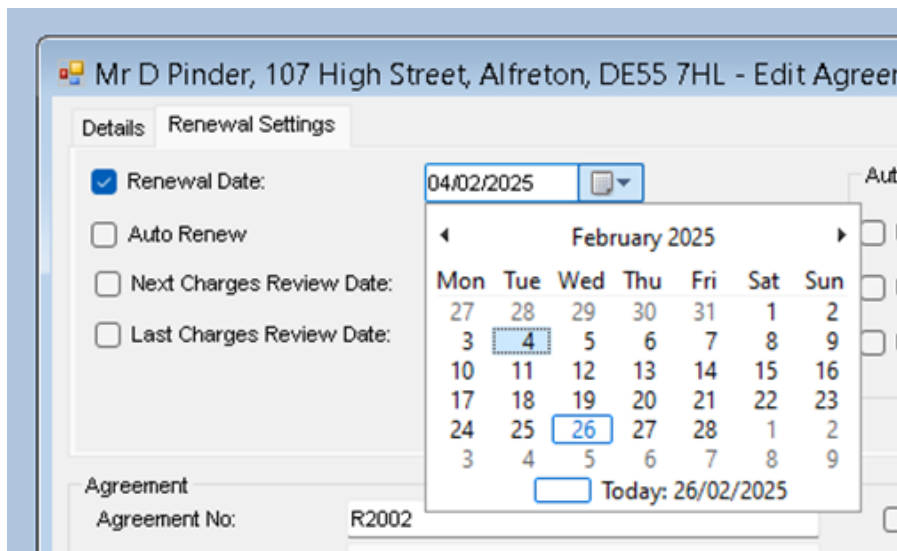 Mr D Pinder, 107 High Street, Alfreton, DE55 7HL - Edit
Details Renewal Settings
Renewal Date: 04/02/2025
Auto Renew
Next Charges Review Date:
Last Charges Review Date:
February 2025
Mon Tue Wed Thu Fri Sat Sun
27 28 29 30 31 1 2
3 4 5 6 7 8 9
10 11 12 13 14 15 16
17 18 19 20 21 22 23
24 25 26 27 28 1 2
3 4 5 6 7 8 9
Today: 26/02/2025
Agreement
Agreement No: R2002